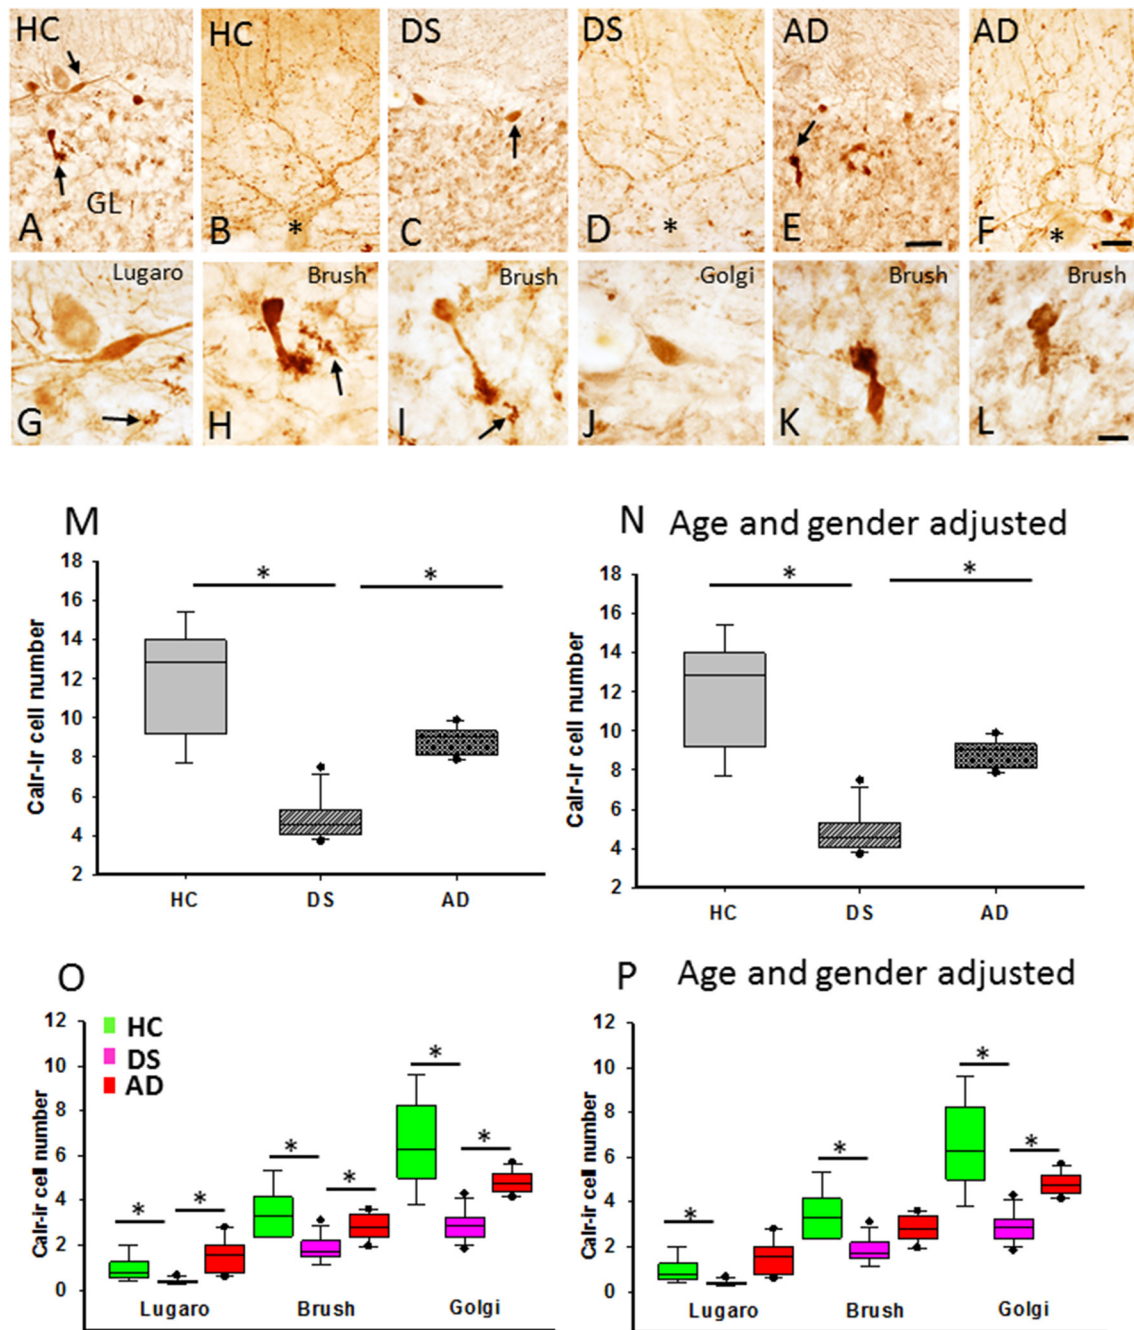 HC HC DS DS AD AD
GL
A B C D E F
* * *
Lugaro Brush Brush Golgi Brush Brush
G H I J K L
M
N Age and gender adjusted
Calr-ir cell number
18
16
14
12
10
8
6
4
2
* *
HC DS AD
Calr-ir cell number
18
16
14
12
10
8
6
4
2
* *
HC DS AD
O
P Age and gender adjusted
HC
DS
AD
Calr-ir cell number
12
10
8
6
4
2
0
* * * * * *
Lugaro Brush Golgi
Calr-ir cell number
12
10
8
6
4
2
0
* * * *
Lugaro Brush Golgi